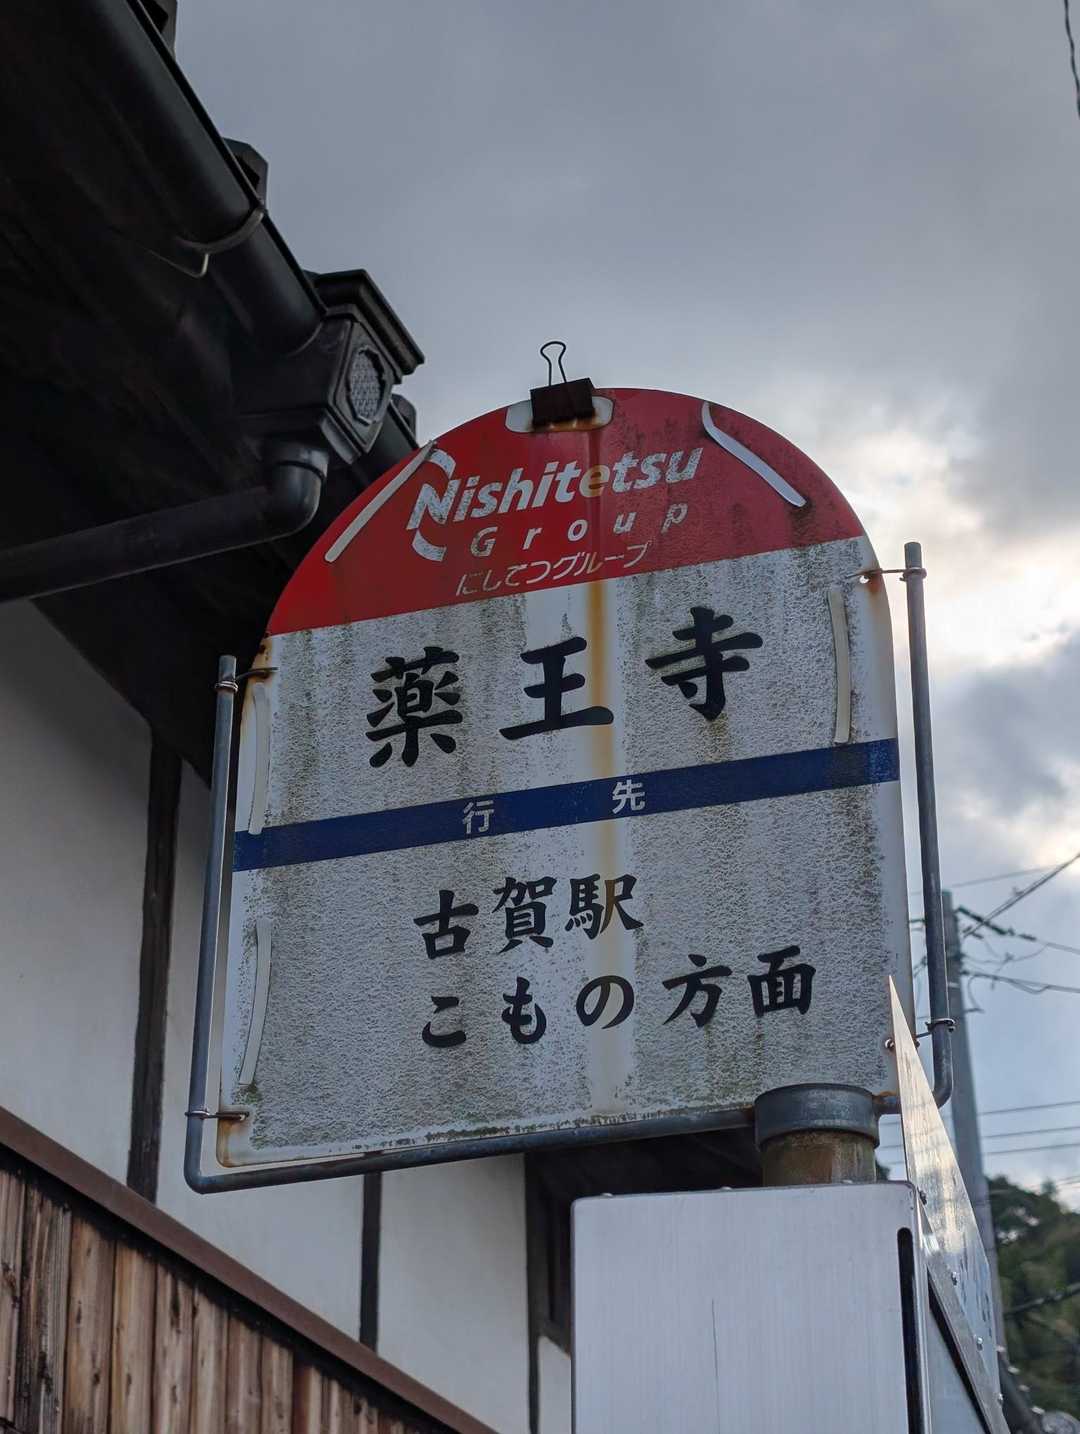 Nishitetsu
Group
にしてつグループ
薬王寺
行先
古賀駅
こもの方面